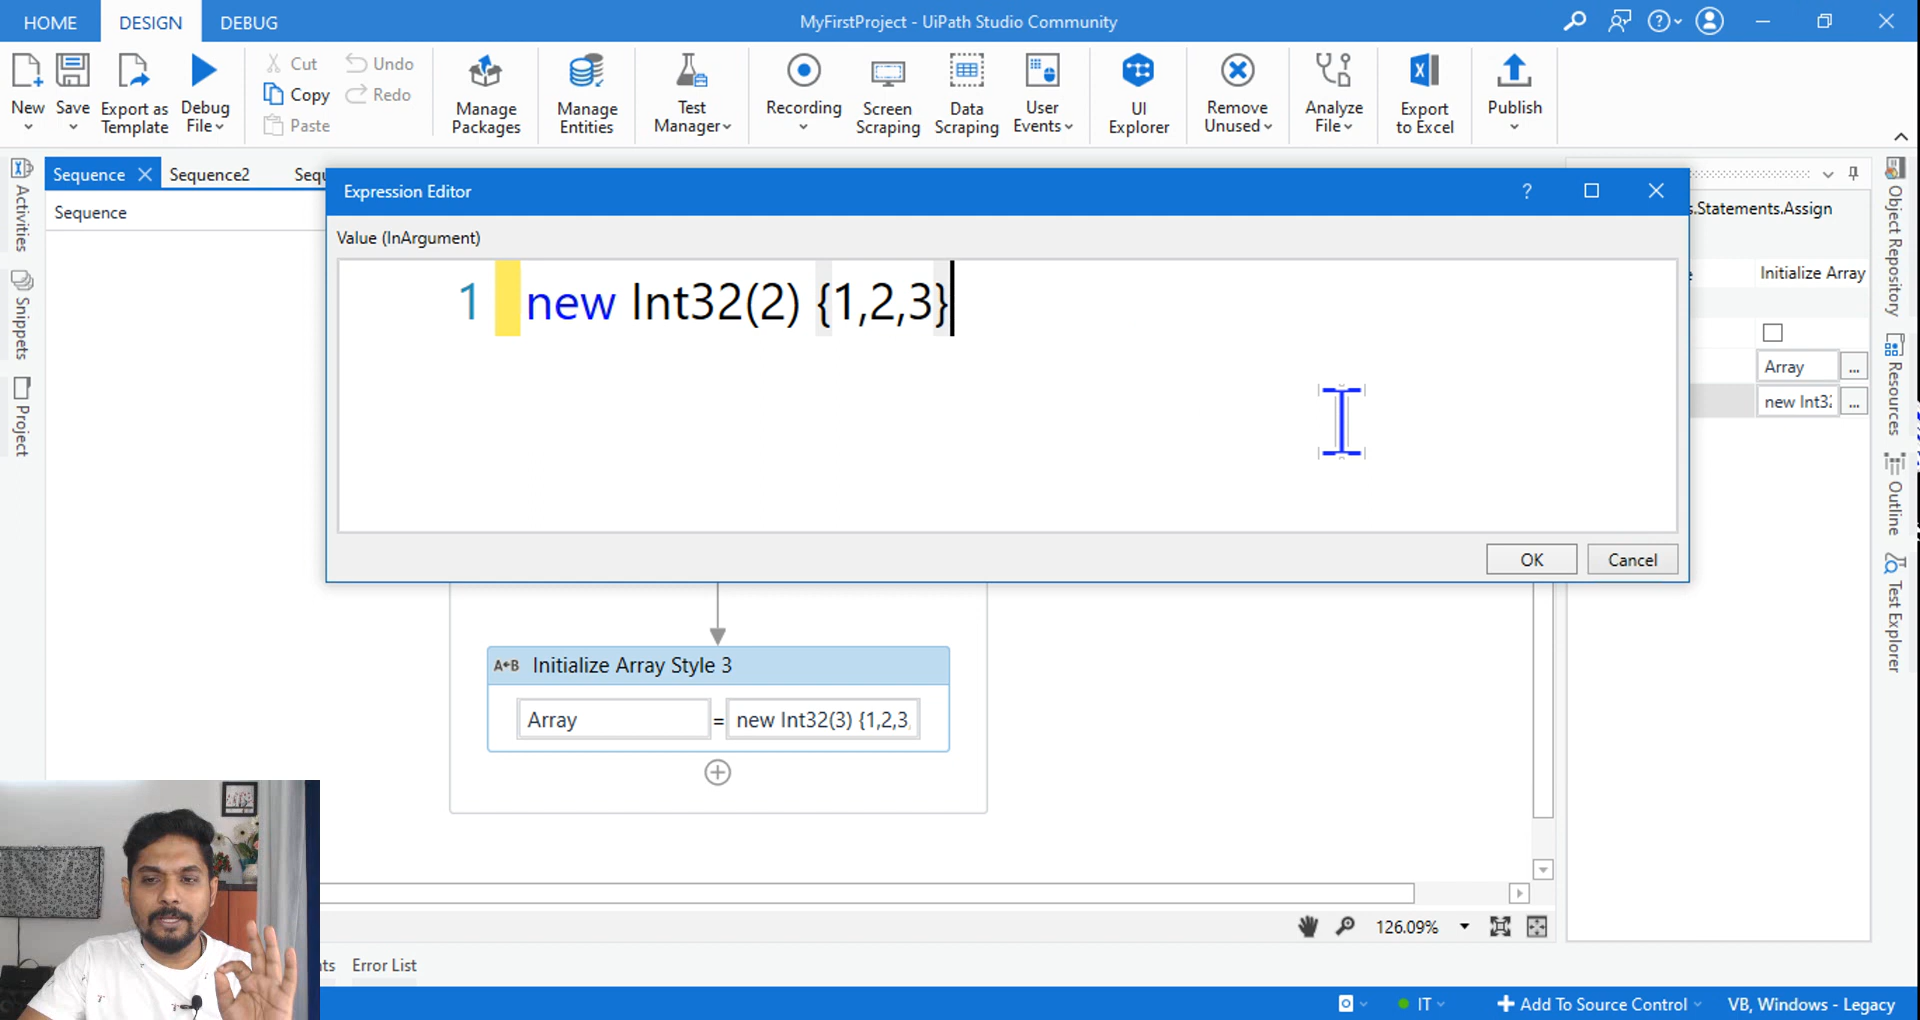 HOME DESIGN DEBUG MyFirstProject - UiPath Studio Community
New Save Export as Template Debug File Cut Copy Paste Undo Redo Manage Packages Manage Entities Test Manager Recording Screen Scraping Data Scraping User Events UI Explorer Remove Unused Analyze File Export to Excel Publish
Sequence Sequence2 Sequ
Sequence
Expression Editor
Value (InArgument)
1 new Int32(2) {1,2,3}
OK Cancel
s.Statements.Assign
Initialize Array
Array ...
new Int3 ...
Activities
Snippets
Project
Object Repository
Resources
Outline
Test Explorer
A←B Initialize Array Style 3
Array = new Int32(3) {1,2,3
126.09%
ts Error List
IT Add To Source Control VB, Windows - Legacy